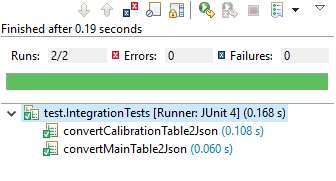 Finished after 0.19 seconds
Runs: 2/2 Errors: 0 Failures: 0
test.IntegrationTests [Runner: JUnit 4] (0.168 s)
convertCalibrationTable2Json (0.108 s)
convertMainTable2Json (0.060 s)